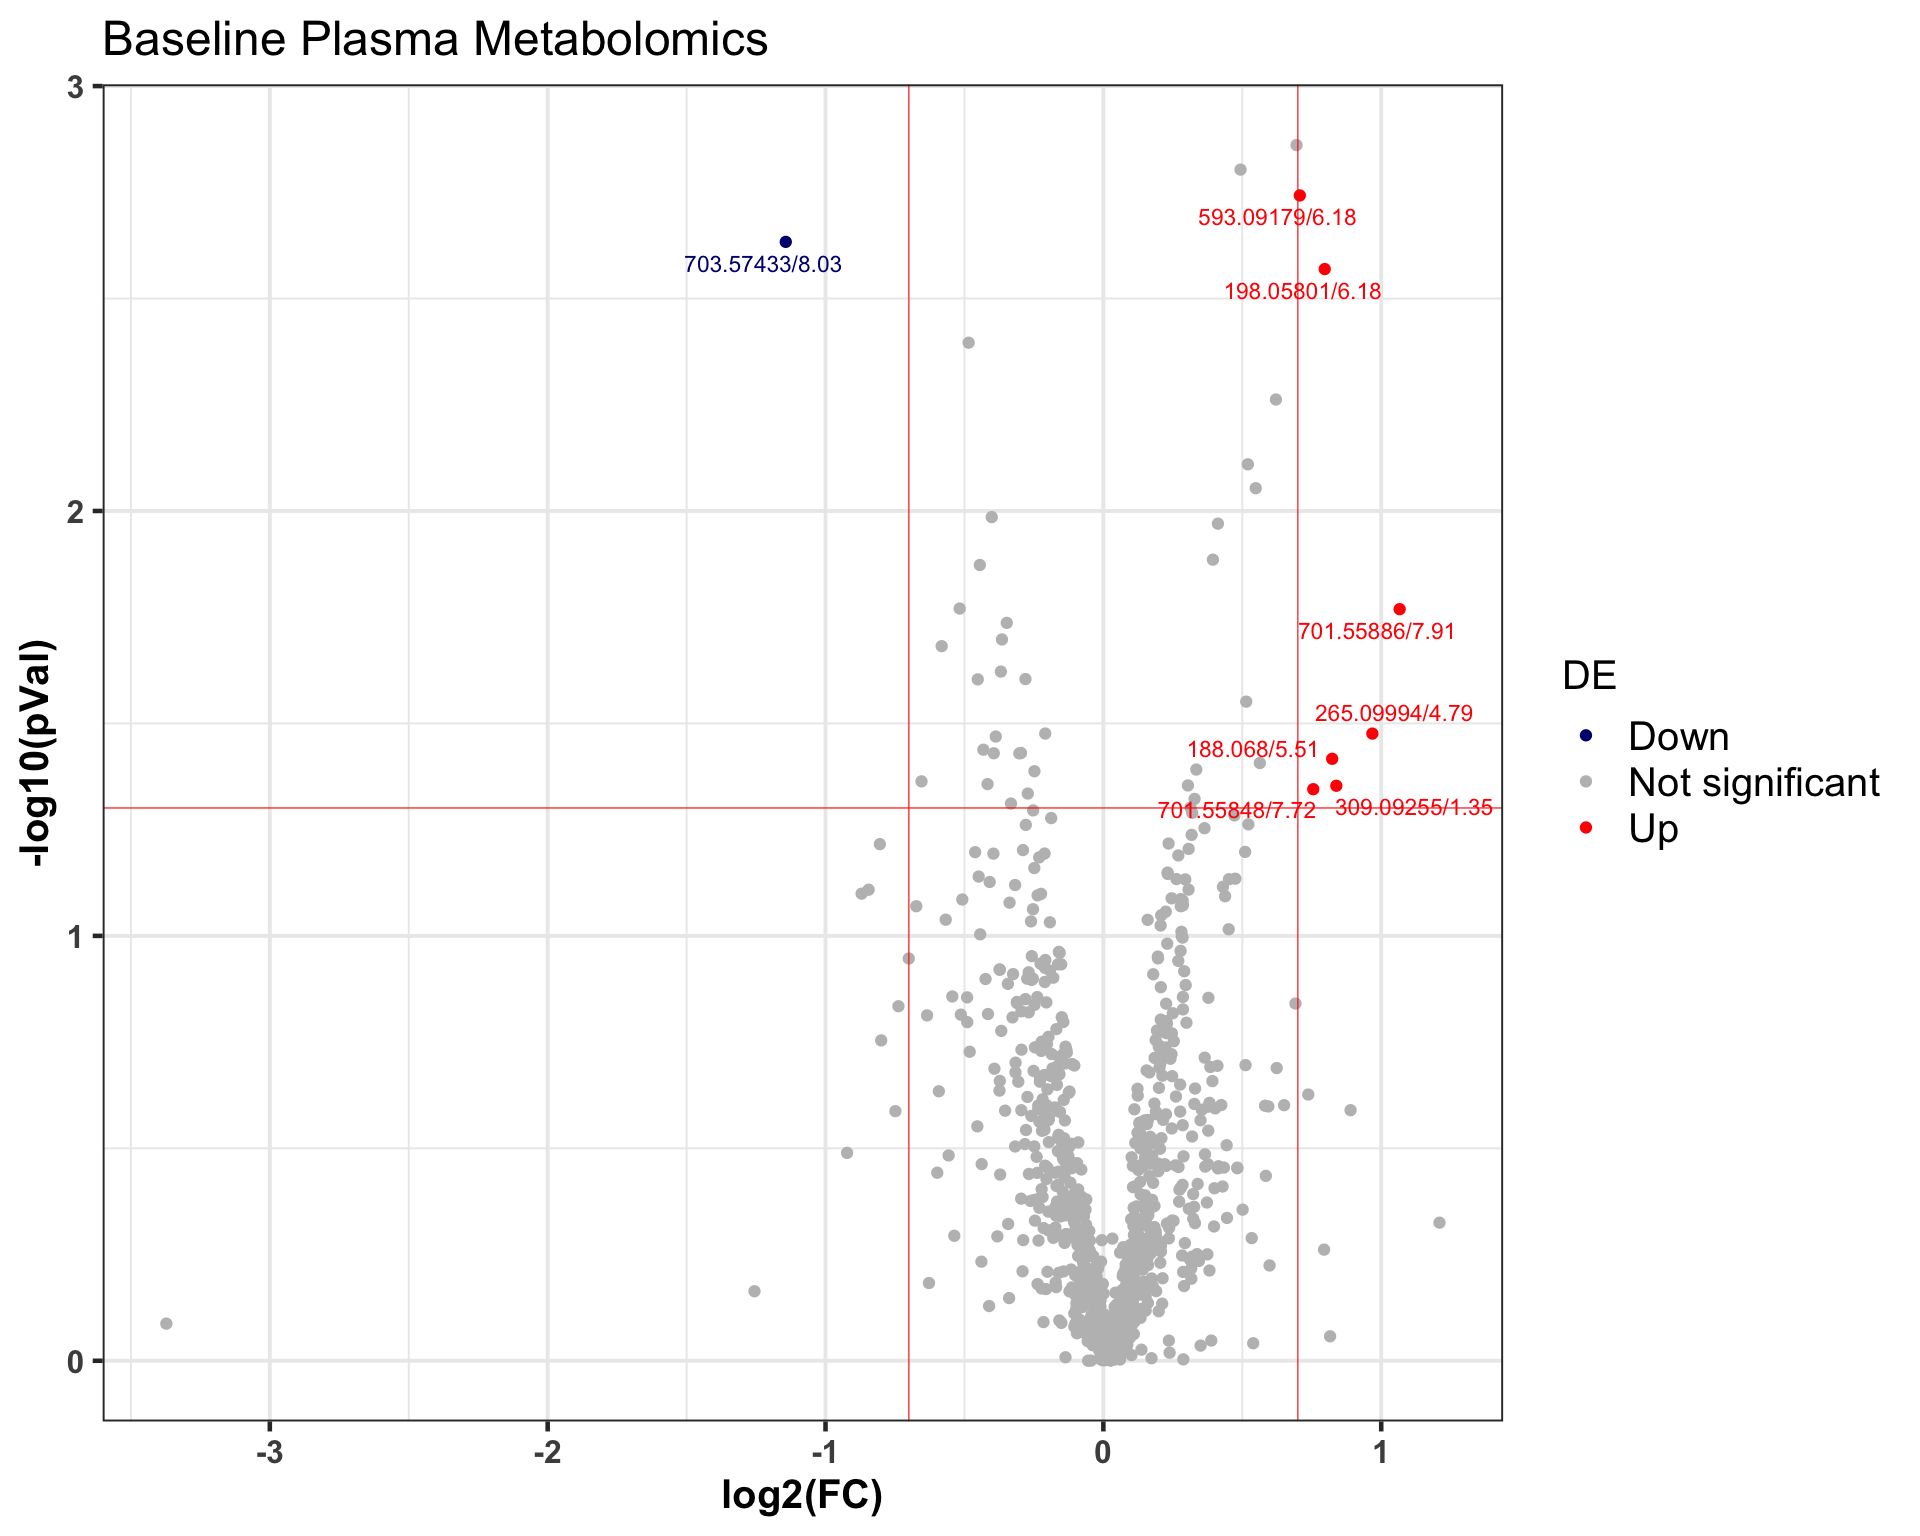 Baseline Plasma Metabolomics
3
593.09179/6.18
703.57433/8.03
198.05801/6.18
2
701.55886/7.91
265.09994/4.79
188.068/5.51
701.55848/7.72
309.09255/1.35
1
0
-log10(pVal)
-3
-2
-1
0
1
log2(FC)
DE
Down
Not significant
Up